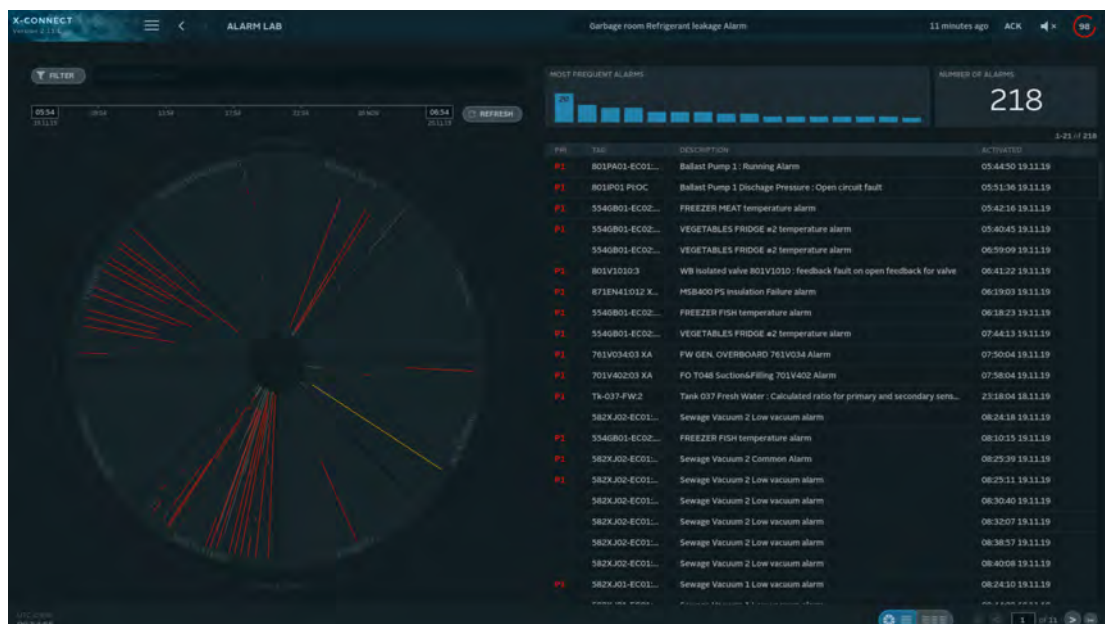 X-CONNECT
ALARM LAB
Garbage room Refrigerant leakage Alarm
11 minutes ago
ACK
98
FILTER
05:54
06:54
REFRESH
MOST FREQUENT ALARMS
20
NUMBER OF ALARMS
218
1-21 of 218
PRI TAG DESCRIPTION ACTIVATED
P1 801PA01-EC01:... Ballast Pump 1 : Running Alarm 05:44:50 19.11.19
P1 801IP01 PI:OC Ballast Pump 1 Dischage Pressure : Open circuit fault 05:51:36 19.11.19
P1 554GB01-EC02:... FREEZER MEAT temperature alarm 05:42:16 19.11.19
P1 554GB01-EC02:... VEGETABLES FRIDGE #2 temperature alarm 05:40:45 19.11.19
554GB01-EC02:... VEGETABLES FRIDGE #2 temperature alarm 06:59:09 19.11.19
P1 801V1010:3 WB isolated valve 801V1010 : feedback fault on open feedback for valve 06:41:22 19.11.19
P1 871EN41:012 X... MSB400 PS insulation Failure alarm 06:19:03 19.11.19
P1 554GB01-EC02:... FREEZER FISH temperature alarm 06:18:23 19.11.19
P1 554GB01-EC02:... VEGETABLES FRIDGE #2 temperature alarm 07:44:13 19.11.19
P1 761V034:03 XA FW GEN. OVERBOARD 761V034 Alarm 07:50:04 19.11.19
P1 701V402:03 XA FO T048 Suction&Filling 701V402 Alarm 07:58:04 19.11.19
P1 Tk-037-FW:2 Tank 037 Fresh Water : Calculated ratio for primary and secondary sens... 23:18:04 18.11.19
582XJ02-EC01:... Sewage Vacuum 2 Low vacuum alarm 08:24:18 19.11.19
P1 554GB01-EC02:... FREEZER FISH temperature alarm 08:10:15 19.11.19
P1 582XJ02-EC01:... Sewage Vacuum 2 Common Alarm 08:25:39 19.11.19
P1 582XJ02-EC01:... Sewage Vacuum 2 Low vacuum alarm 08:25:11 19.11.19
582XJ02-EC01:... Sewage Vacuum 2 Low vacuum alarm 08:30:40 19.11.19
582XJ02-EC01:... Sewage Vacuum 2 Low vacuum alarm 08:32:07 19.11.19
582XJ02-EC01:... Sewage Vacuum 2 Low vacuum alarm 08:38:57 19.11.19
582XJ02-EC01:... Sewage Vacuum 2 Low vacuum alarm 08:40:08 19.11.19
582XJ01-EC01:... Sewage Vacuum 1 Low vacuum alarm 08:24:10 19.11.19
1 of 11